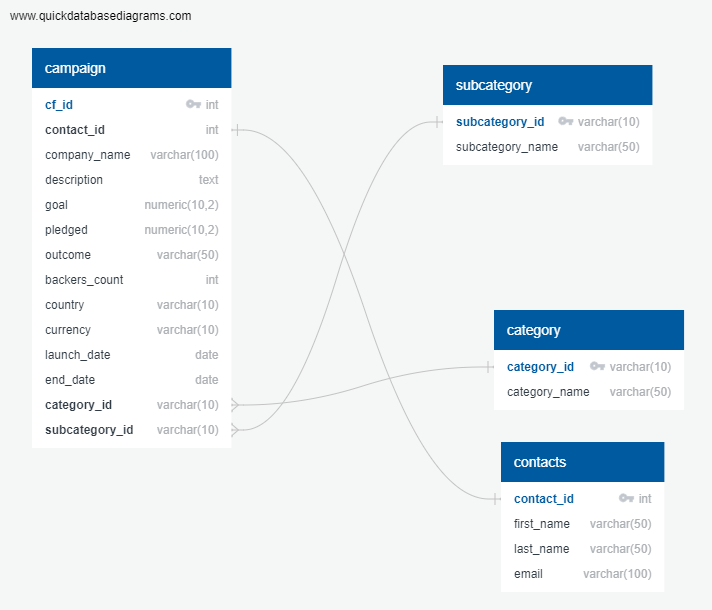 www.quickdatabasediagrams.com
campaign
cf_id int
contact_id int
company_name varchar(100)
description text
goal numeric(10,2)
pledged numeric(10,2)
outcome varchar(50)
backers_count int
country varchar(10)
currency varchar(10)
launch_date date
end_date date
category_id varchar(10)
subcategory_id varchar(10)
subcategory
subcategory_id varchar(10)
subcategory_name varchar(50)
category
category_id varchar(10)
category_name varchar(50)
contacts
contact_id int
first_name varchar(50)
last_name varchar(50)
email varchar(100)